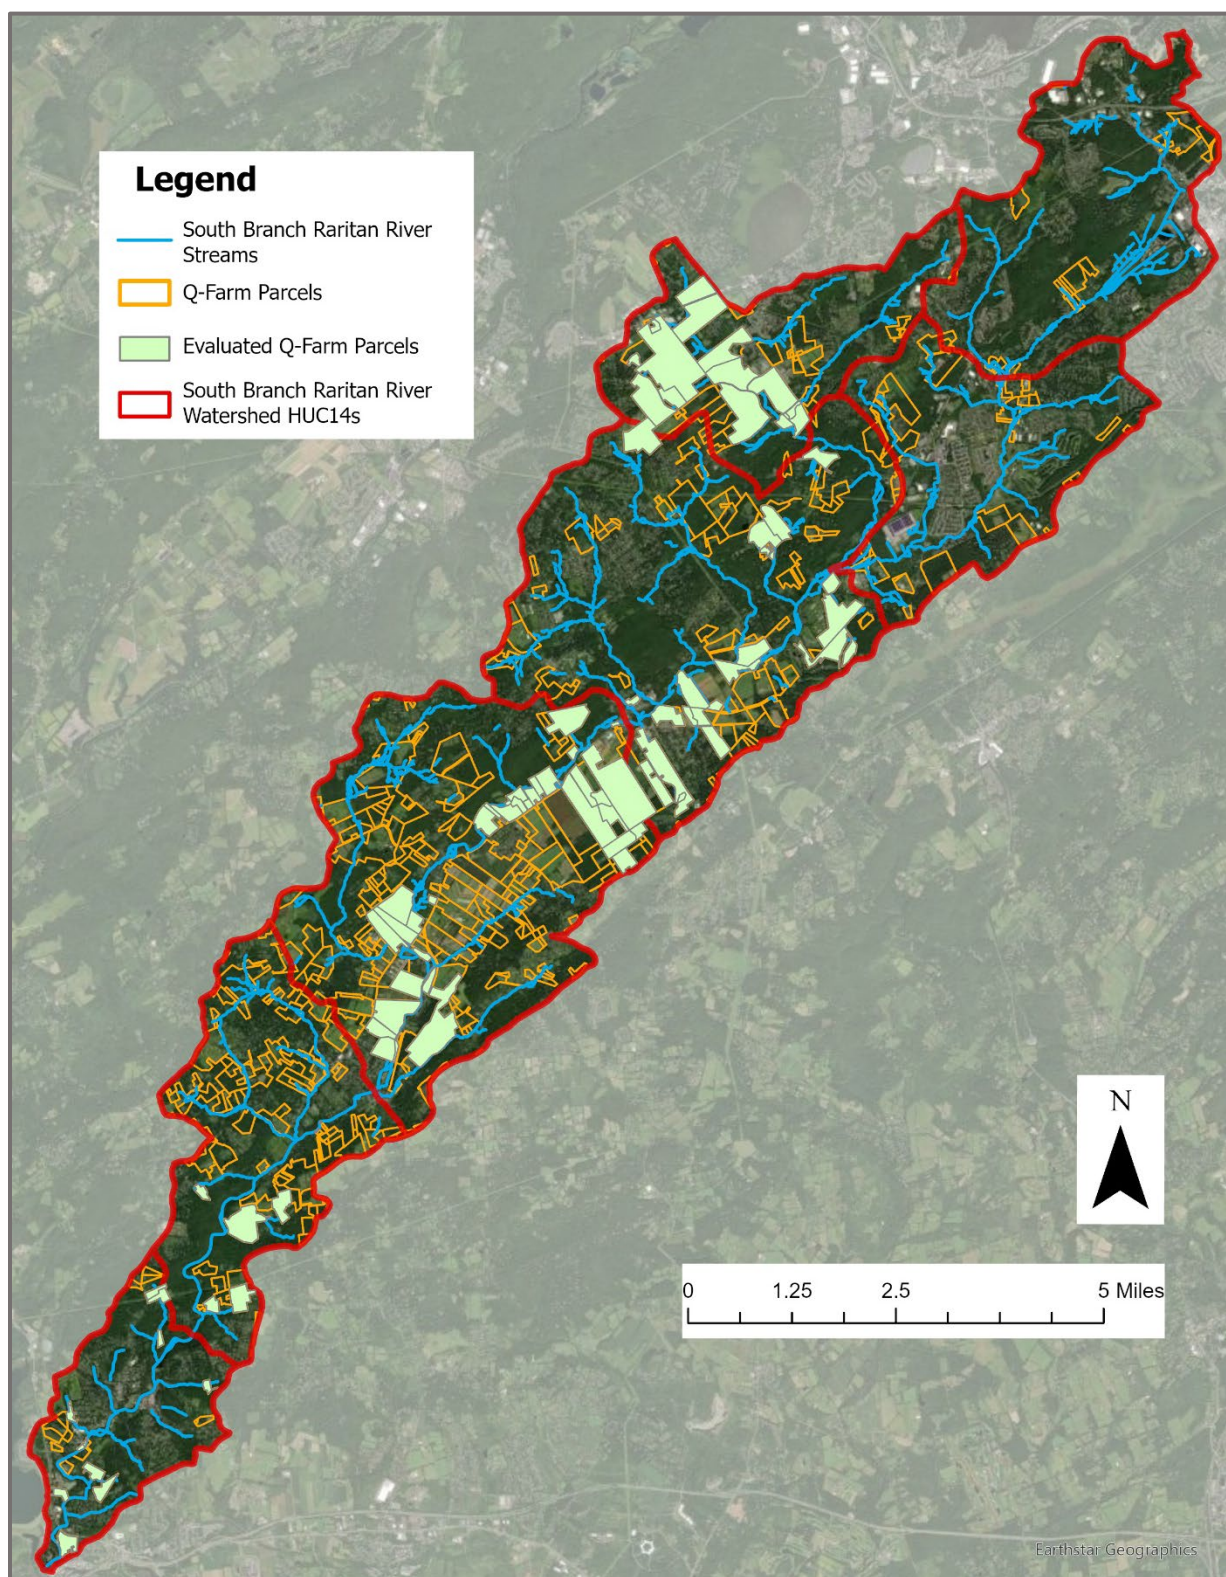 Legend
South Branch Raritan River
Streams
Q-Farm Parcels
Evaluated Q-Farm Parcels
South Branch Raritan River
Watershed HUC14s
N
0 1.25 2.5 5 Miles
Earthstar Geographics